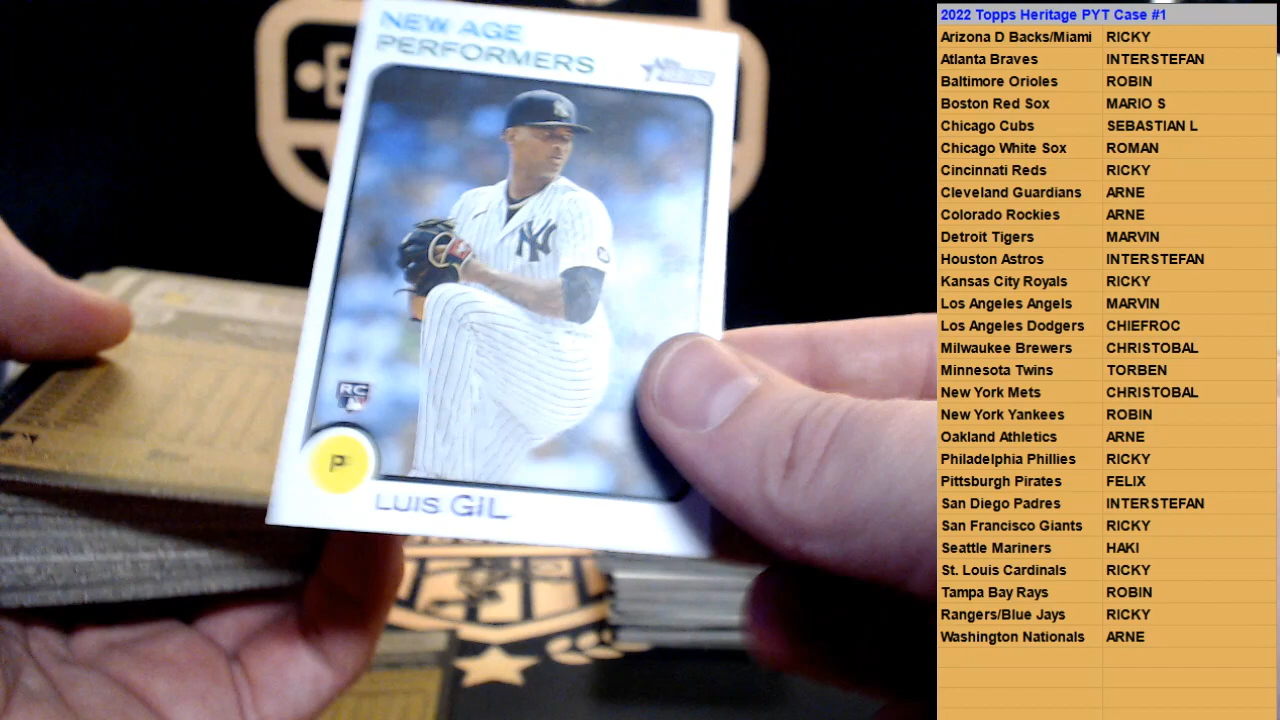 NEW AGE
PERFORMERS
Heritage
NY
RC
P
LUIS GIL
2022 Topps Heritage PYT Case #1
Arizona D Backs/Miami RICKY
Atlanta Braves INTERSTEFAN
Baltimore Orioles ROBIN
Boston Red Sox MARIO S
Chicago Cubs SEBASTIAN L
Chicago White Sox ROMAN
Cincinnati Reds RICKY
Cleveland Guardians ARNE
Colorado Rockies ARNE
Detroit Tigers MARVIN
Houston Astros INTERSTEFAN
Kansas City Royals RICKY
Los Angeles Angels MARVIN
Los Angeles Dodgers CHIEFROC
Milwaukee Brewers CHRISTOBAL
Minnesota Twins TORBEN
New York Mets CHRISTOBAL
New York Yankees ROBIN
Oakland Athletics ARNE
Philadelphia Phillies RICKY
Pittsburgh Pirates FELIX
San Diego Padres INTERSTEFAN
San Francisco Giants RICKY
Seattle Mariners HAKI
St. Louis Cardinals RICKY
Tampa Bay Rays ROBIN
Rangers/Blue Jays RICKY
Washington Nationals ARNE